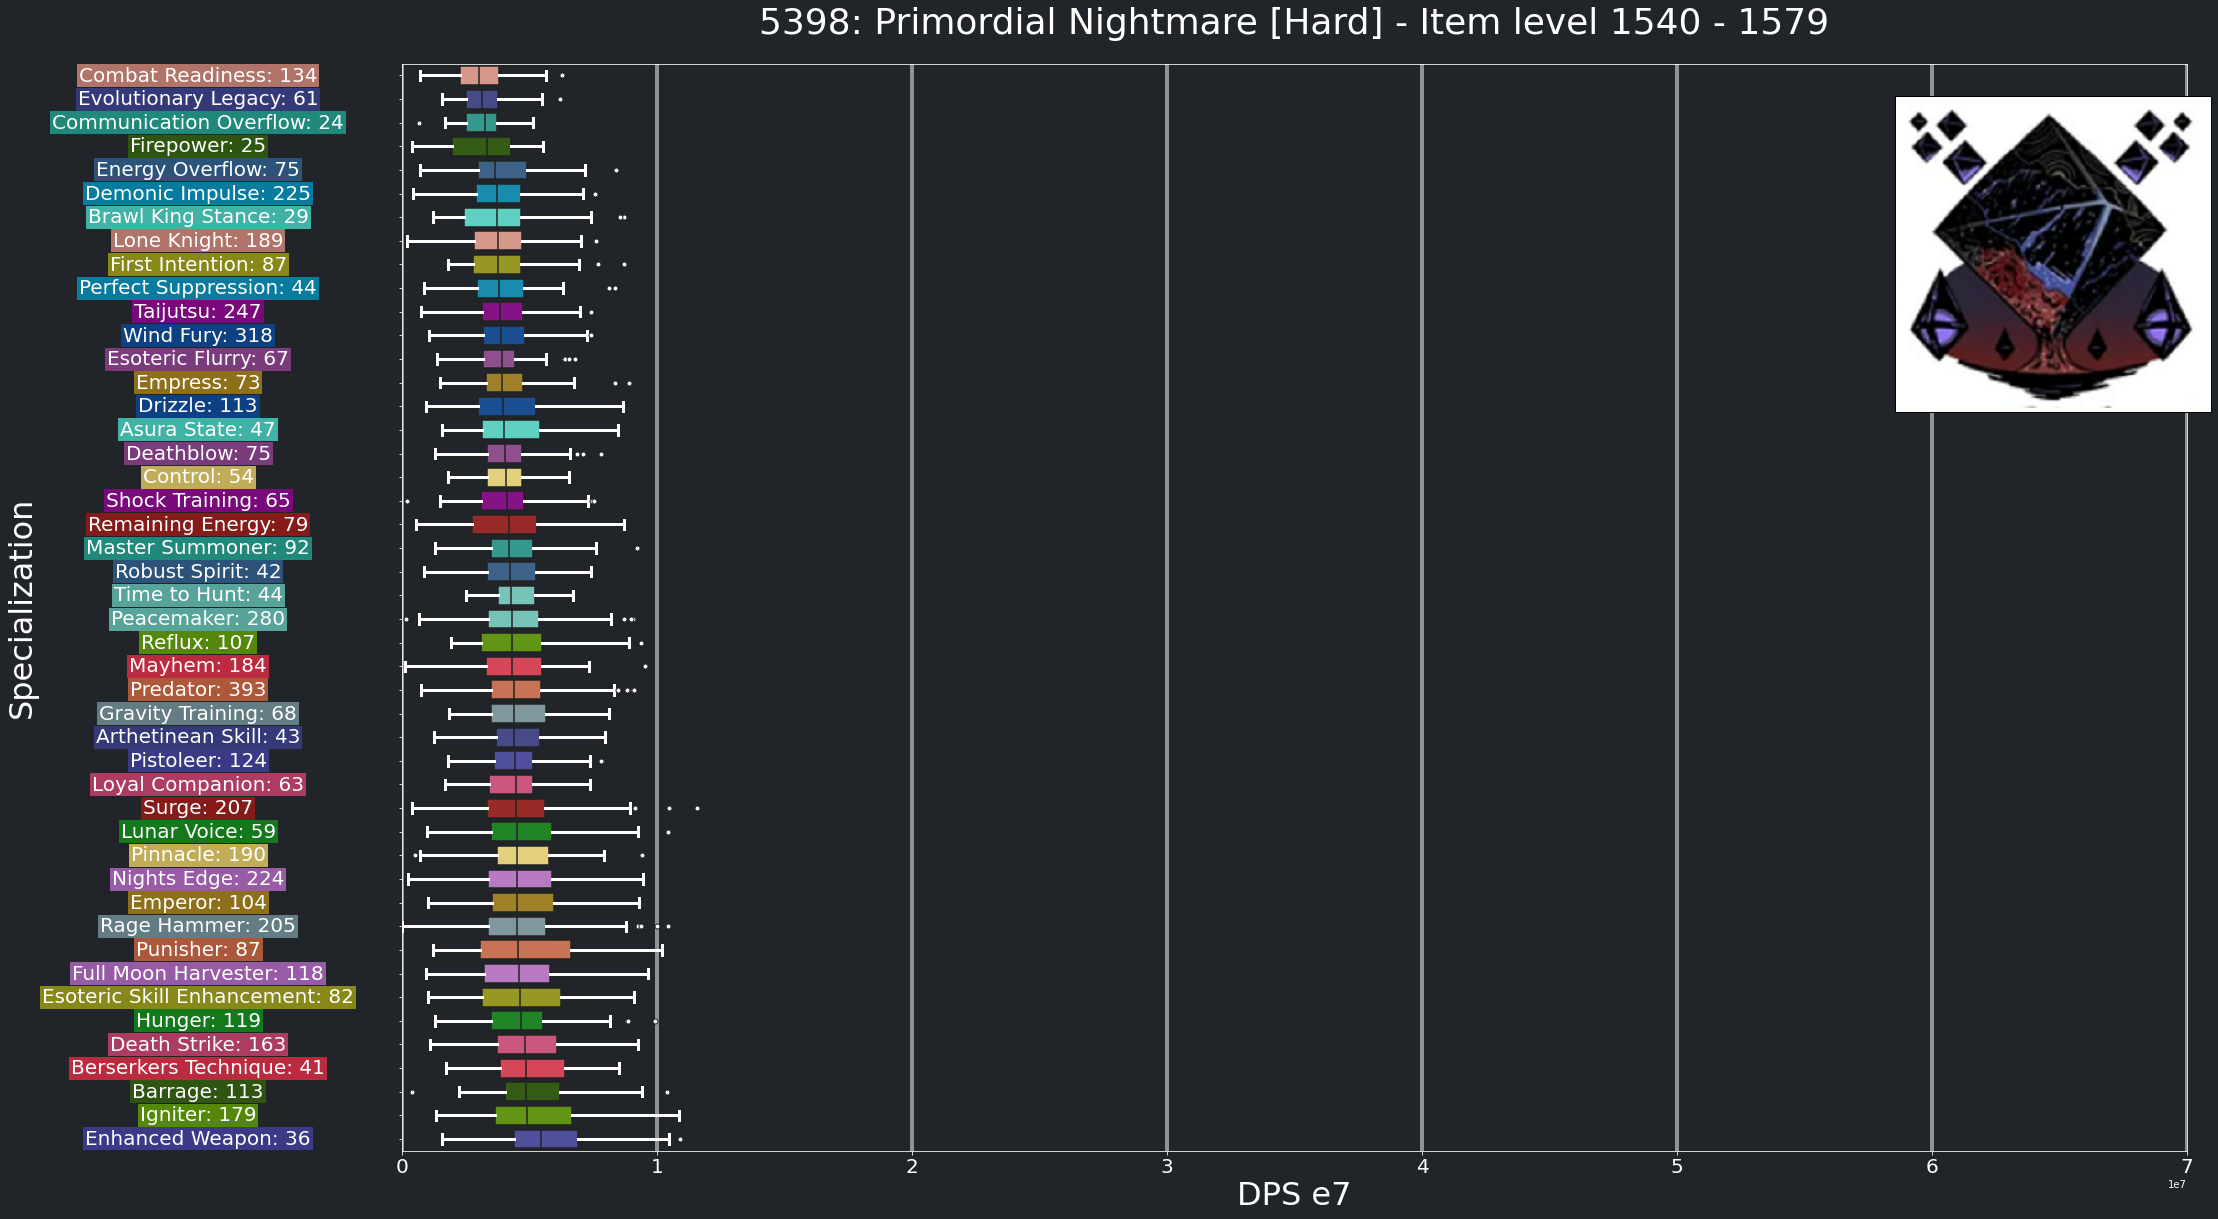 5398: Primordial Nightmare [Hard] - Item level 1540 - 1579
Specialization
Combat Readiness: 134
Evolutionary Legacy: 61
Communication Overflow: 24
Firepower: 25
Energy Overflow: 75
Demonic Impulse: 225
Brawl King Stance: 29
Lone Knight: 189
First Intention: 87
Perfect Suppression: 44
Taijutsu: 247
Wind Fury: 318
Esoteric Flurry: 67
Empress: 73
Drizzle: 113
Asura State: 47
Deathblow: 75
Control: 54
Shock Training: 65
Remaining Energy: 79
Master Summoner: 92
Robust Spirit: 42
Time to Hunt: 44
Peacemaker: 280
Reflux: 107
Mayhem: 184
Predator: 393
Gravity Training: 68
Arthetinean Skill: 43
Pistoleer: 124
Loyal Companion: 63
Surge: 207
Lunar Voice: 59
Pinnacle: 190
Nights Edge: 224
Emperor: 104
Rage Hammer: 205
Punisher: 87
Full Moon Harvester: 118
Esoteric Skill Enhancement: 82
Hunger: 119
Death Strike: 163
Berserkers Technique: 41
Barrage: 113
Igniter: 179
Enhanced Weapon: 36
0 1 2 3 4 5 6 7
1e7
DPS e7